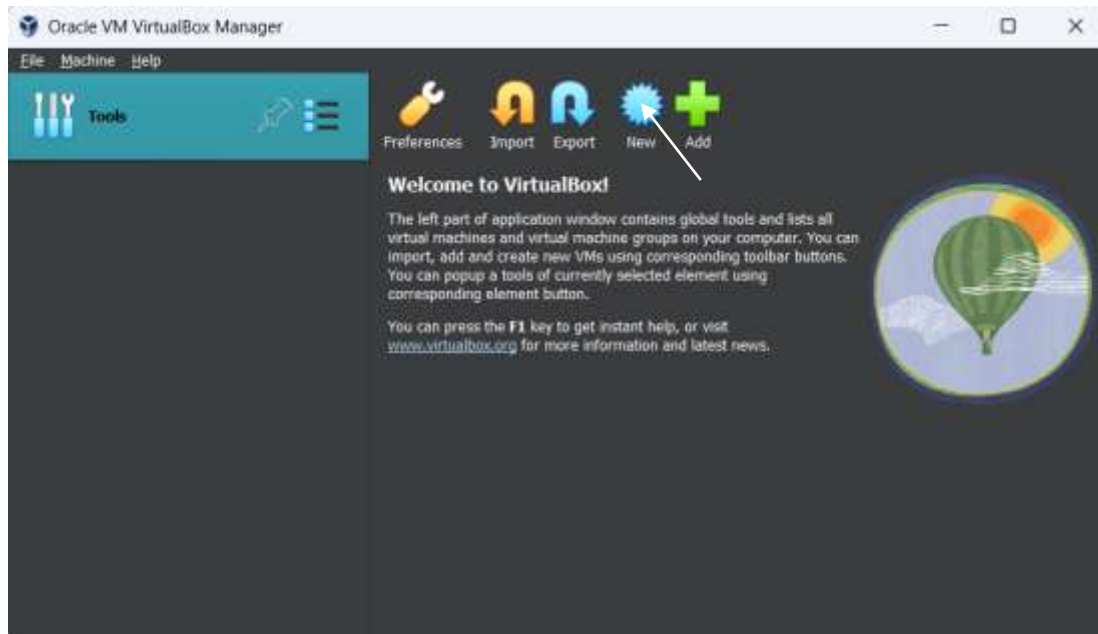 Oracle VM VirtualBox Manager
File Machine Help
Tools
Preferences Import Export New Add
Welcome to VirtualBox!
The left part of application window contains global tools and lists all
virtual machines and virtual machine groups on your computer. You can
import, add and create new VMs using corresponding toolbar buttons.
You can popup a tools of currently selected element using
corresponding element button.
You can press the F1 key to get instant help, or visit
www.virtualbox.org for more information and latest news.